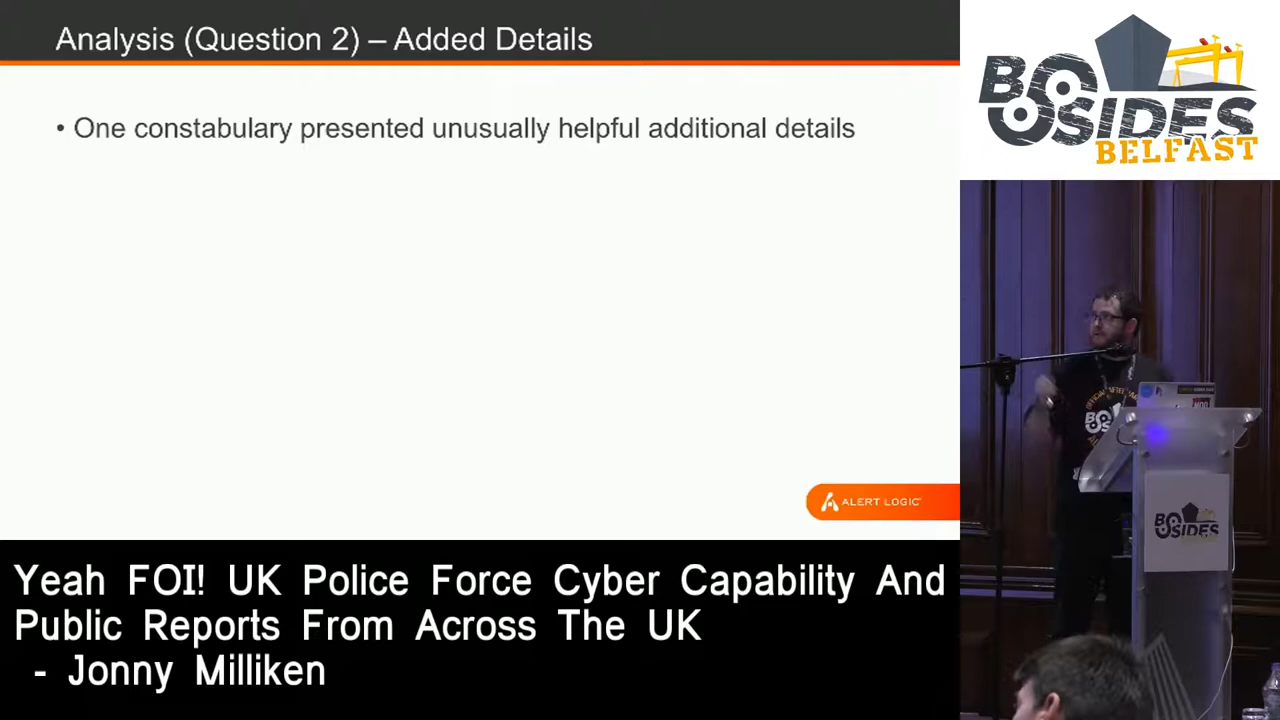 Analysis (Question 2) – Added Details
• One constabulary presented unusually helpful additional details
ALERT LOGIC
BSIDES
BELFAST
BSIDES
Yeah FOI! UK Police Force Cyber Capability And
Public Reports From Across The UK
- Jonny Milliken